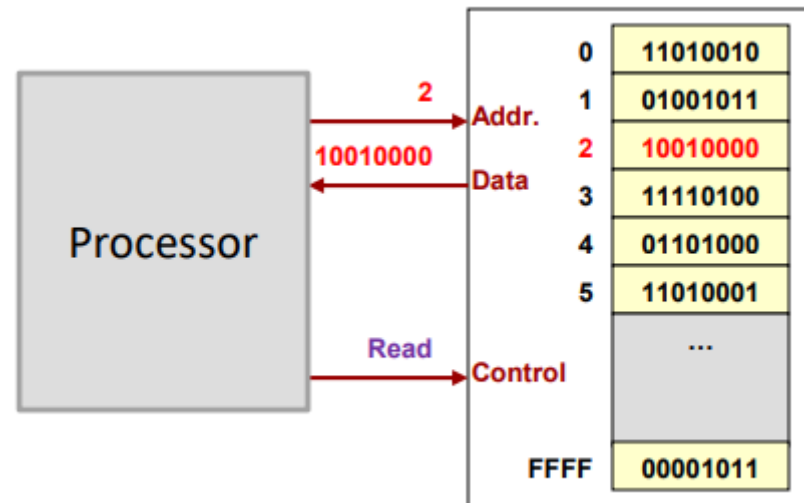 0 11010010
2
1 01001011
Addr.
10010000
2 10010000
Data
3 11110100
Processor
4 01101000
5 11010001
Read
...
Control
FFFF 00001011